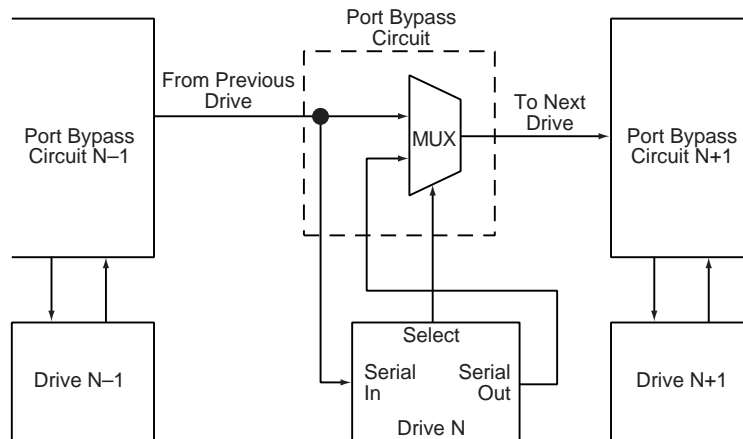 Port Bypass
Circuit
From Previous
Drive
To Next
Drive
Port Bypass
Circuit N–1
MUX
Port Bypass
Circuit N+1
Select
Drive N–1
Serial
In
Serial
Out
Drive N
Drive N+1